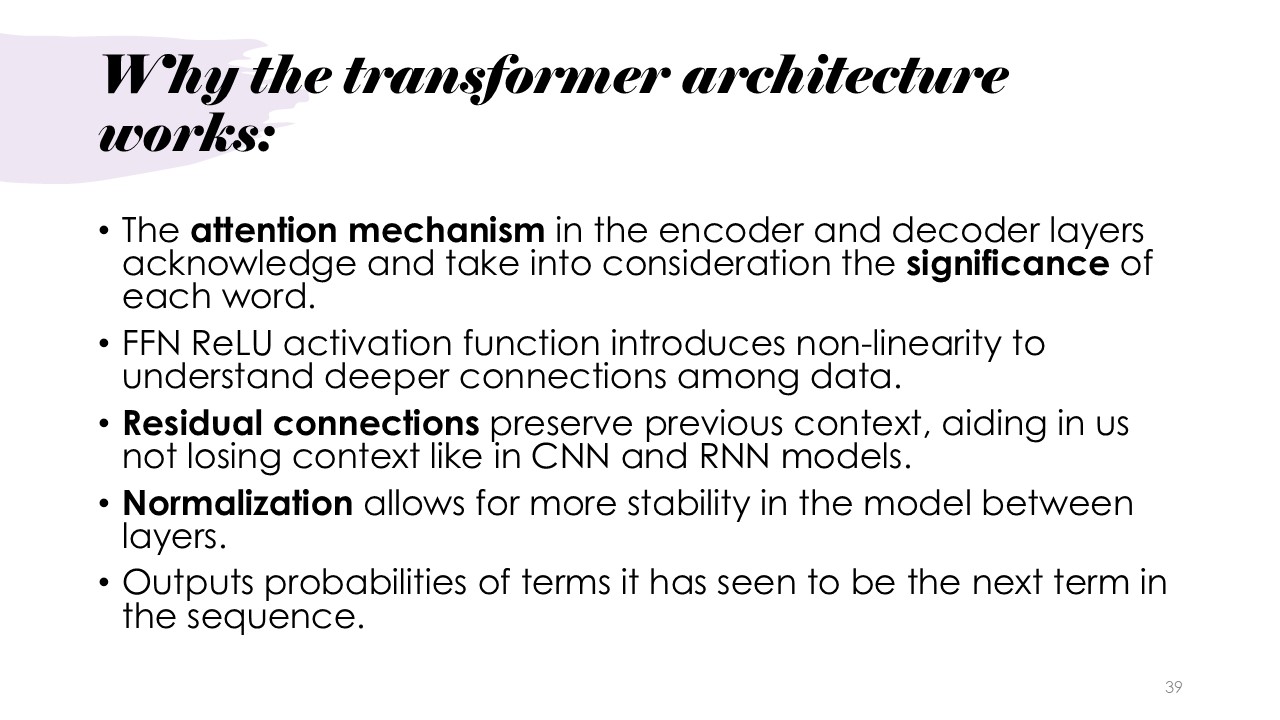 Why the transformer architecture
works:
• The attention mechanism in the encoder and decoder layers
acknowledge and take into consideration the significance of
each word.
• FFN ReLU activation function introduces non-linearity to
understand deeper connections among data.
• Residual connections preserve previous context, aiding in us
not losing context like in CNN and RNN models.
• Normalization allows for more stability in the model between
layers.
• Outputs probabilities of terms it has seen to be the next term in
the sequence.
39